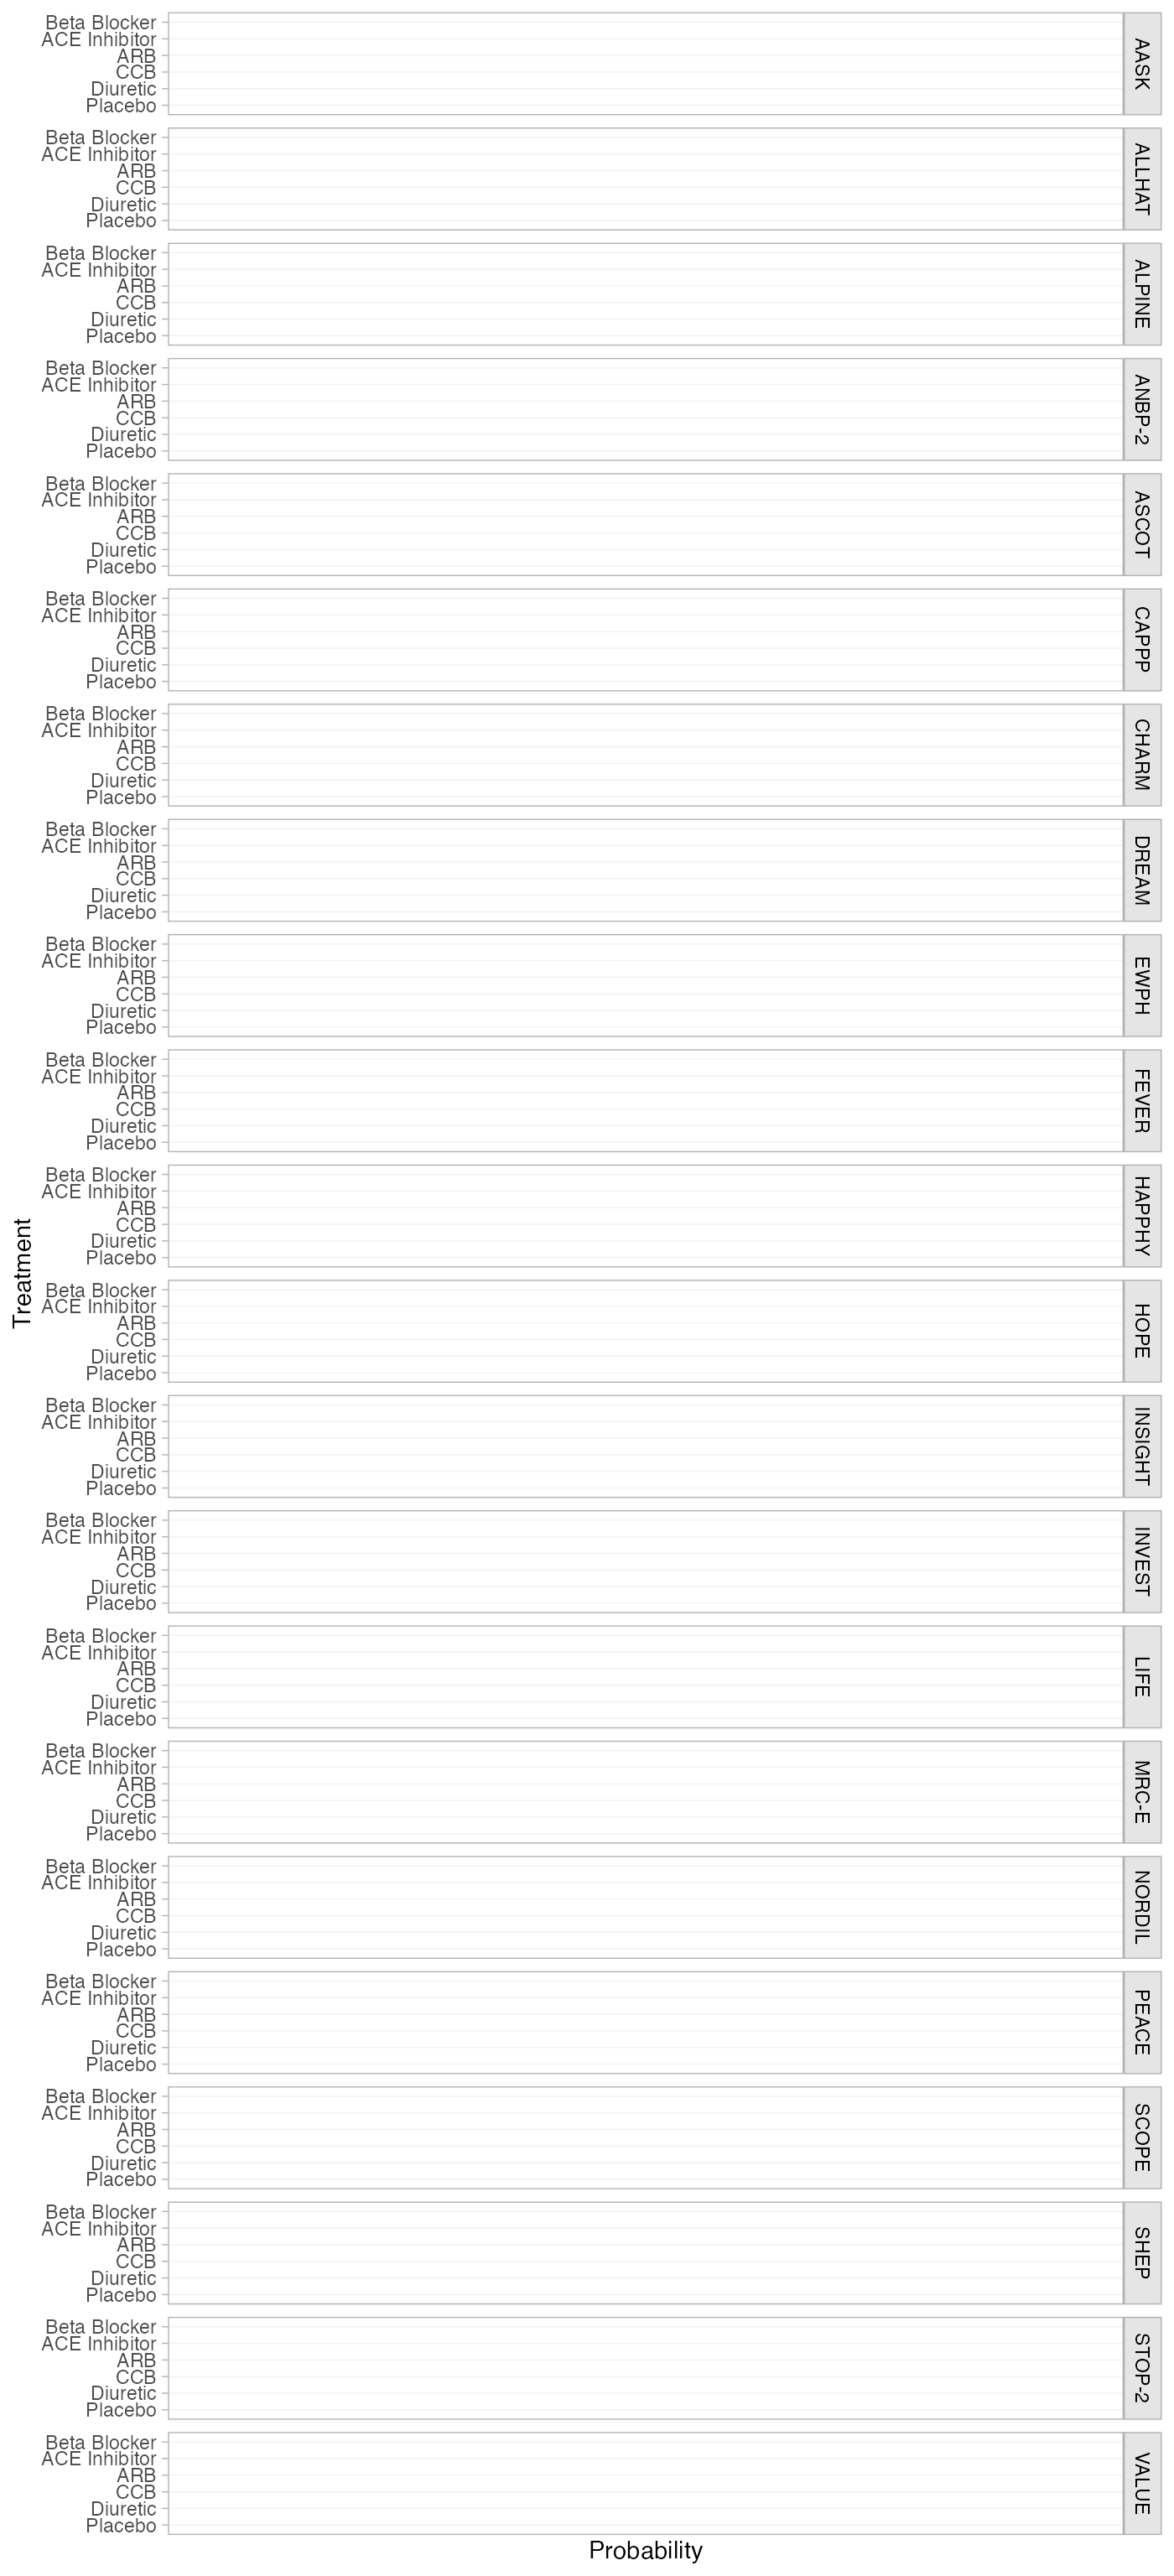 Beta Blocker
ACE Inhibitor
ARB
CCB
Diuretic
Placebo
AASK
Beta Blocker
ACE Inhibitor
ARB
CCB
Diuretic
Placebo
ALLHAT
Beta Blocker
ACE Inhibitor
ARB
CCB
Diuretic
Placebo
ALPINE
Beta Blocker
ACE Inhibitor
ARB
CCB
Diuretic
Placebo
ANBP-2
Beta Blocker
ACE Inhibitor
ARB
CCB
Diuretic
Placebo
ASCOT
Beta Blocker
ACE Inhibitor
ARB
CCB
Diuretic
Placebo
CAPPP
Beta Blocker
ACE Inhibitor
ARB
CCB
Diuretic
Placebo
CHARM
Beta Blocker
ACE Inhibitor
ARB
CCB
Diuretic
Placebo
DREAM
Beta Blocker
ACE Inhibitor
ARB
CCB
Diuretic
Placebo
EWPH
Beta Blocker
ACE Inhibitor
ARB
CCB
Diuretic
Placebo
FEVER
Beta Blocker
ACE Inhibitor
ARB
CCB
Diuretic
Placebo
HAPPHY
Treatment
Beta Blocker
ACE Inhibitor
ARB
CCB
Diuretic
Placebo
HOPE
Beta Blocker
ACE Inhibitor
ARB
CCB
Diuretic
Placebo
INSIGHT
Beta Blocker
ACE Inhibitor
ARB
CCB
Diuretic
Placebo
INVEST
Beta Blocker
ACE Inhibitor
ARB
CCB
Diuretic
Placebo
LIFE
Beta Blocker
ACE Inhibitor
ARB
CCB
Diuretic
Placebo
MRC-E
Beta Blocker
ACE Inhibitor
ARB
CCB
Diuretic
Placebo
NORDIL
Beta Blocker
ACE Inhibitor
ARB
CCB
Diuretic
Placebo
PEACE
Beta Blocker
ACE Inhibitor
ARB
CCB
Diuretic
Placebo
SCOPE
Beta Blocker
ACE Inhibitor
ARB
CCB
Diuretic
Placebo
SHEP
Beta Blocker
ACE Inhibitor
ARB
CCB
Diuretic
Placebo
STOP-2
Beta Blocker
ACE Inhibitor
ARB
CCB
Diuretic
Placebo
VALUE
Probability